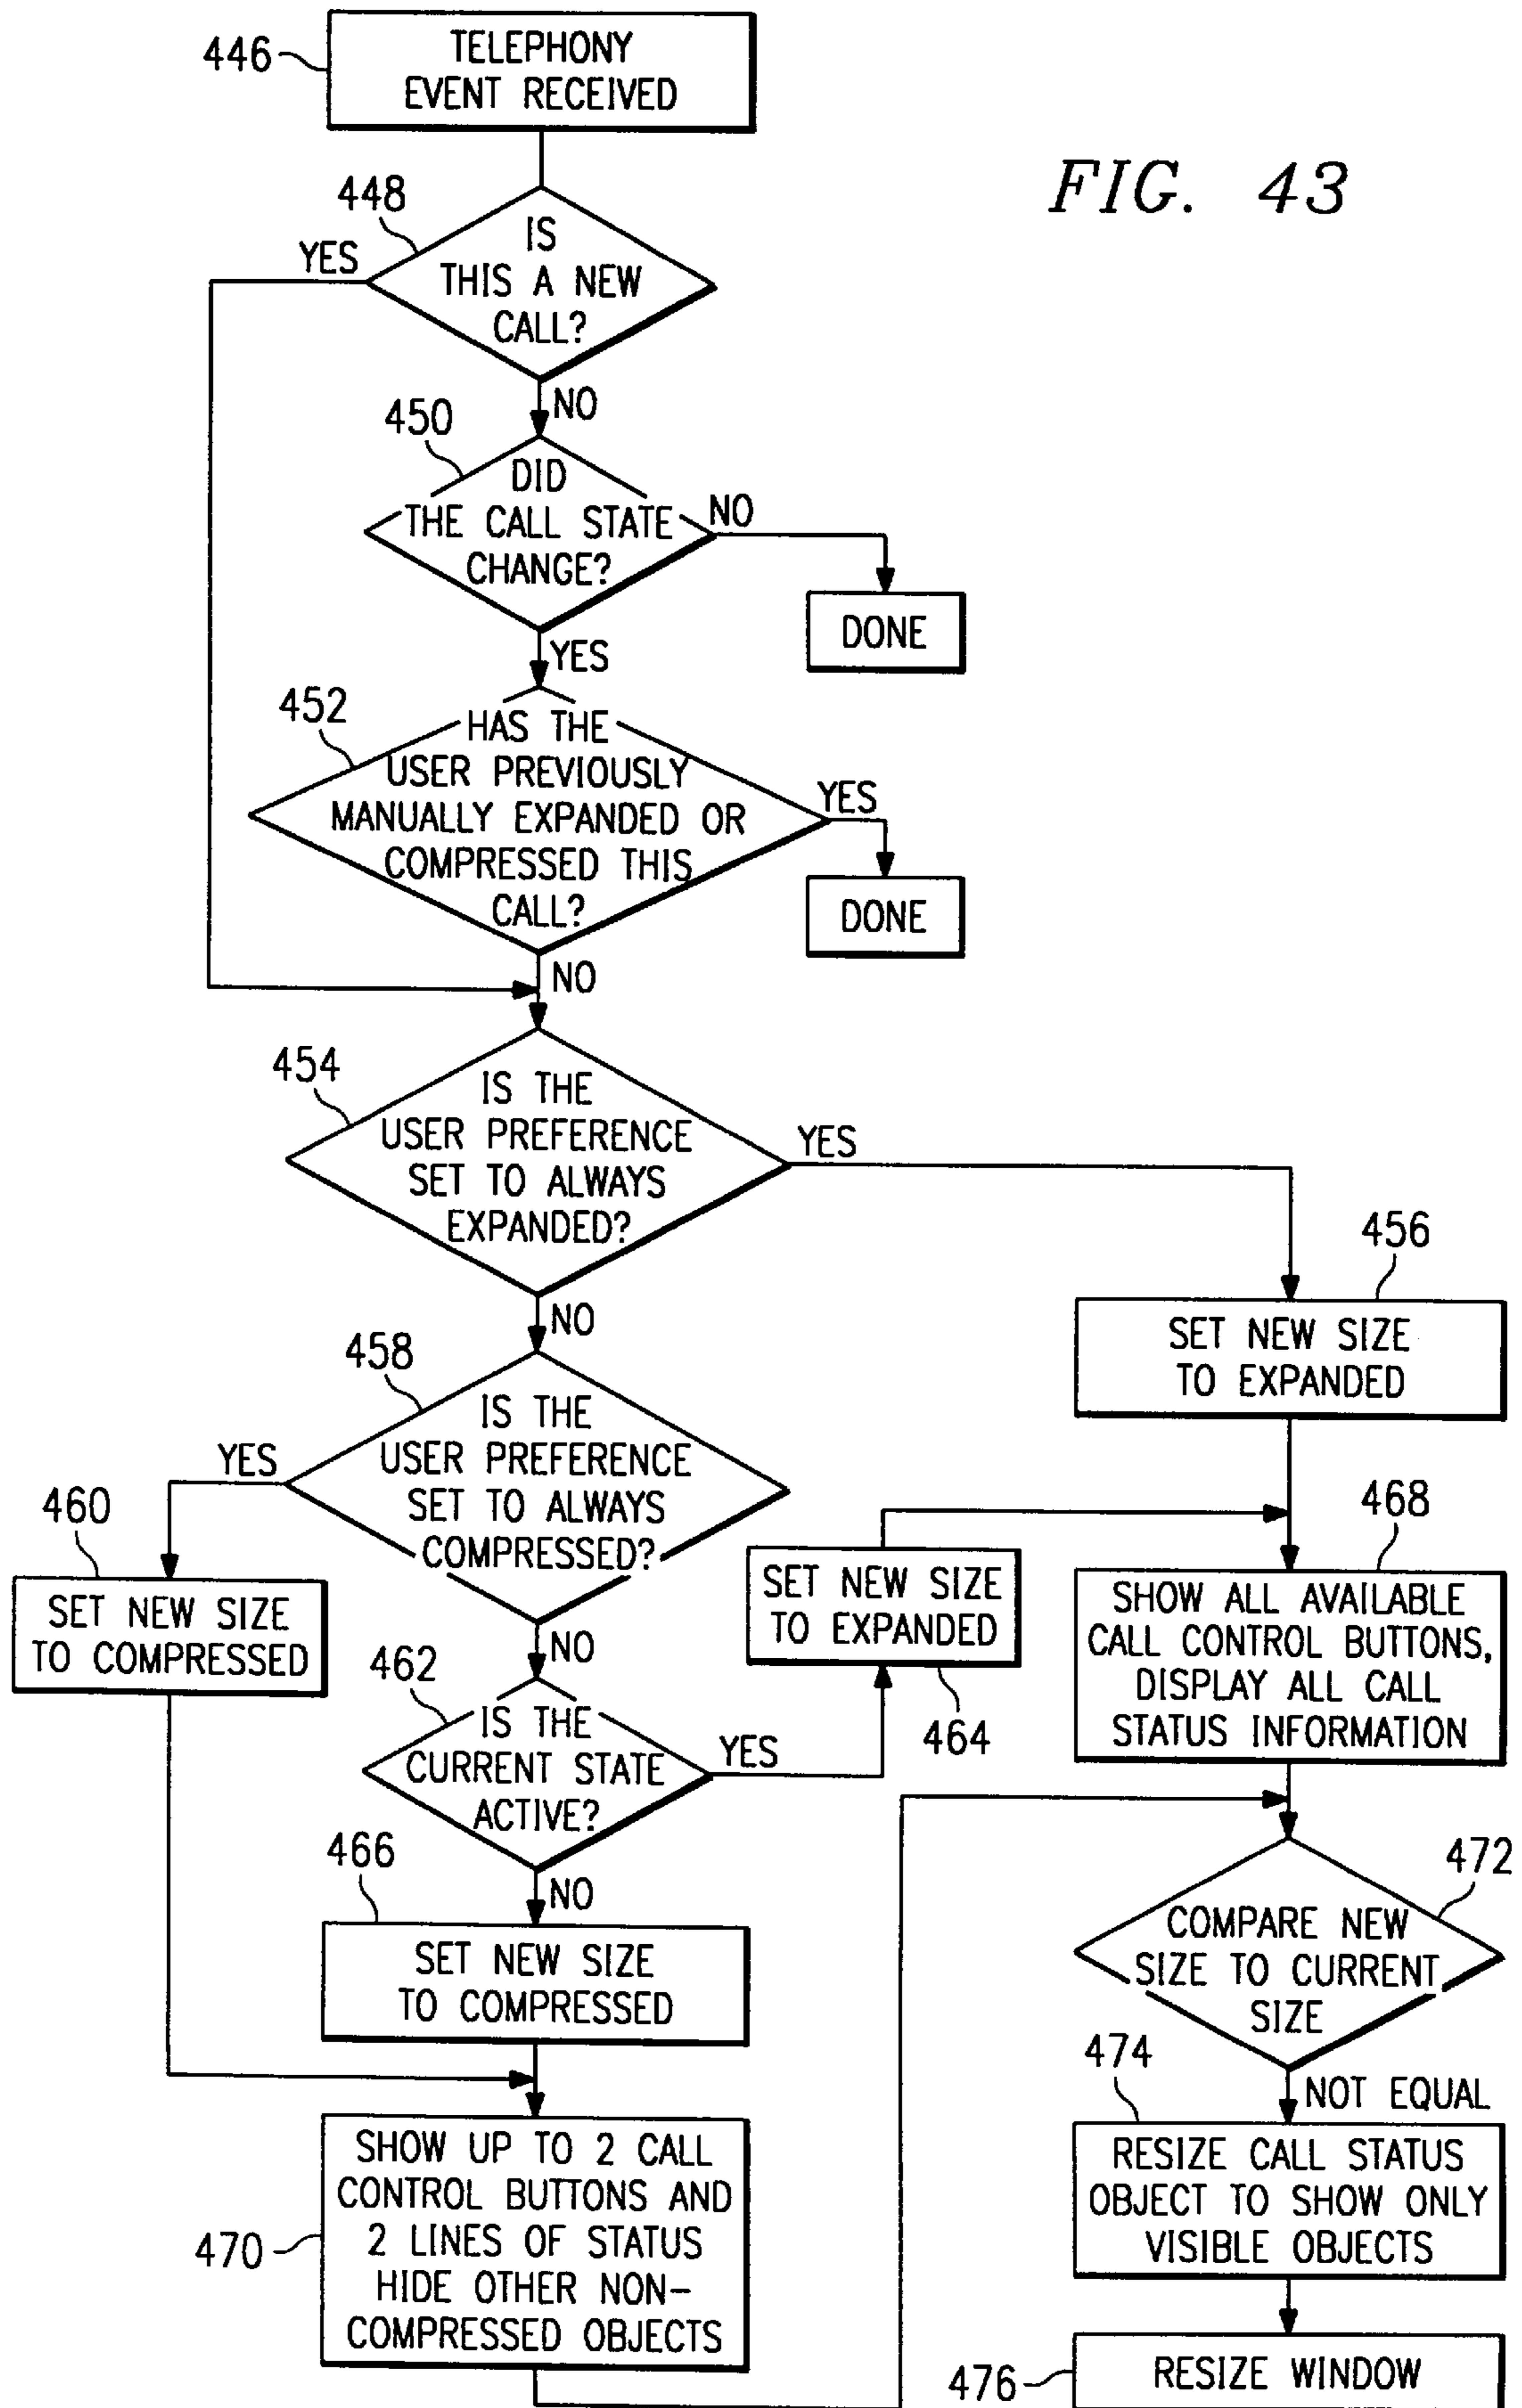 446
TELEPHONY
EVENT RECEIVED
FIG. 43
448
IS
THIS A NEW
CALL?
YES
NO
450
DID
THE CALL STATE
CHANGE?
NO
DONE
YES
452
HAS THE
USER PREVIOUSLY
MANUALLY EXPANDED OR
COMPRESSED THIS
CALL?
YES
DONE
NO
454
IS THE
USER PREFERENCE
SET TO ALWAYS
EXPANDED?
YES
456
SET NEW SIZE
TO EXPANDED
NO
458
IS THE
USER PREFERENCE
SET TO ALWAYS
COMPRESSED?
YES
460
SET NEW SIZE
TO COMPRESSED
NO
462
IS THE
CURRENT STATE
ACTIVE?
YES
SET NEW SIZE
TO EXPANDED
464
468
SHOW ALL AVAILABLE
CALL CONTROL BUTTONS,
DISPLAY ALL CALL
STATUS INFORMATION
NO
466
SET NEW SIZE
TO COMPRESSED
470
SHOW UP TO 2 CALL
CONTROL BUTTONS AND
2 LINES OF STATUS
HIDE OTHER NON-
COMPRESSED OBJECTS
472
COMPARE NEW
SIZE TO CURRENT
SIZE
NOT EQUAL
474
RESIZE CALL STATUS
OBJECT TO SHOW ONLY
VISIBLE OBJECTS
476
RESIZE WINDOW